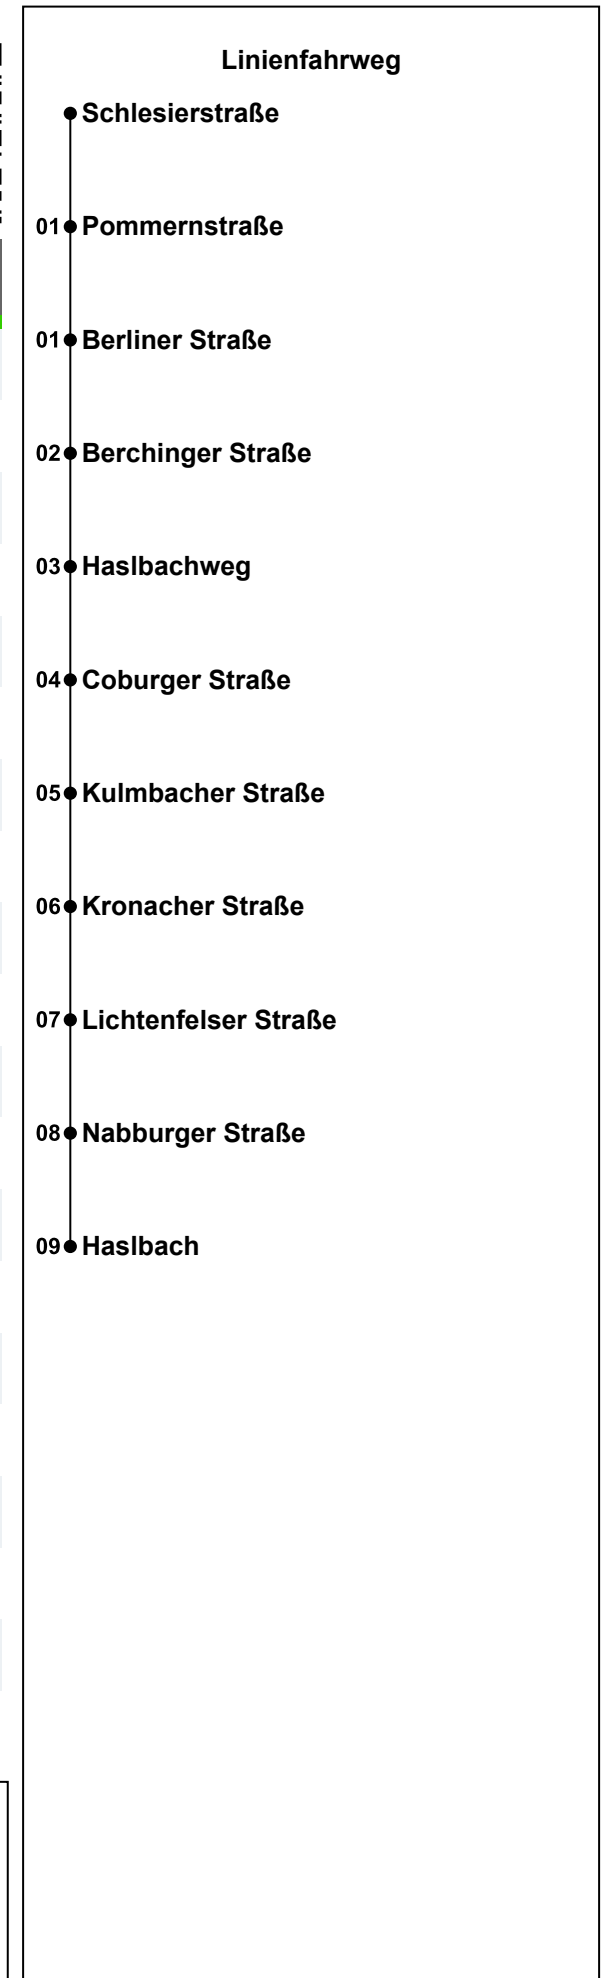 Linienfahrweg
Schlesierstraße
01 Pommernstraße
01 Berliner Straße
02 Berchinger Straße
03 Haslbachweg
04 Coburger Straße
05 Kulmbacher Straße
06 Kronacher Straße
07 Lichtenfelser Straße
08 Nabburger Straße
09 Haslbach